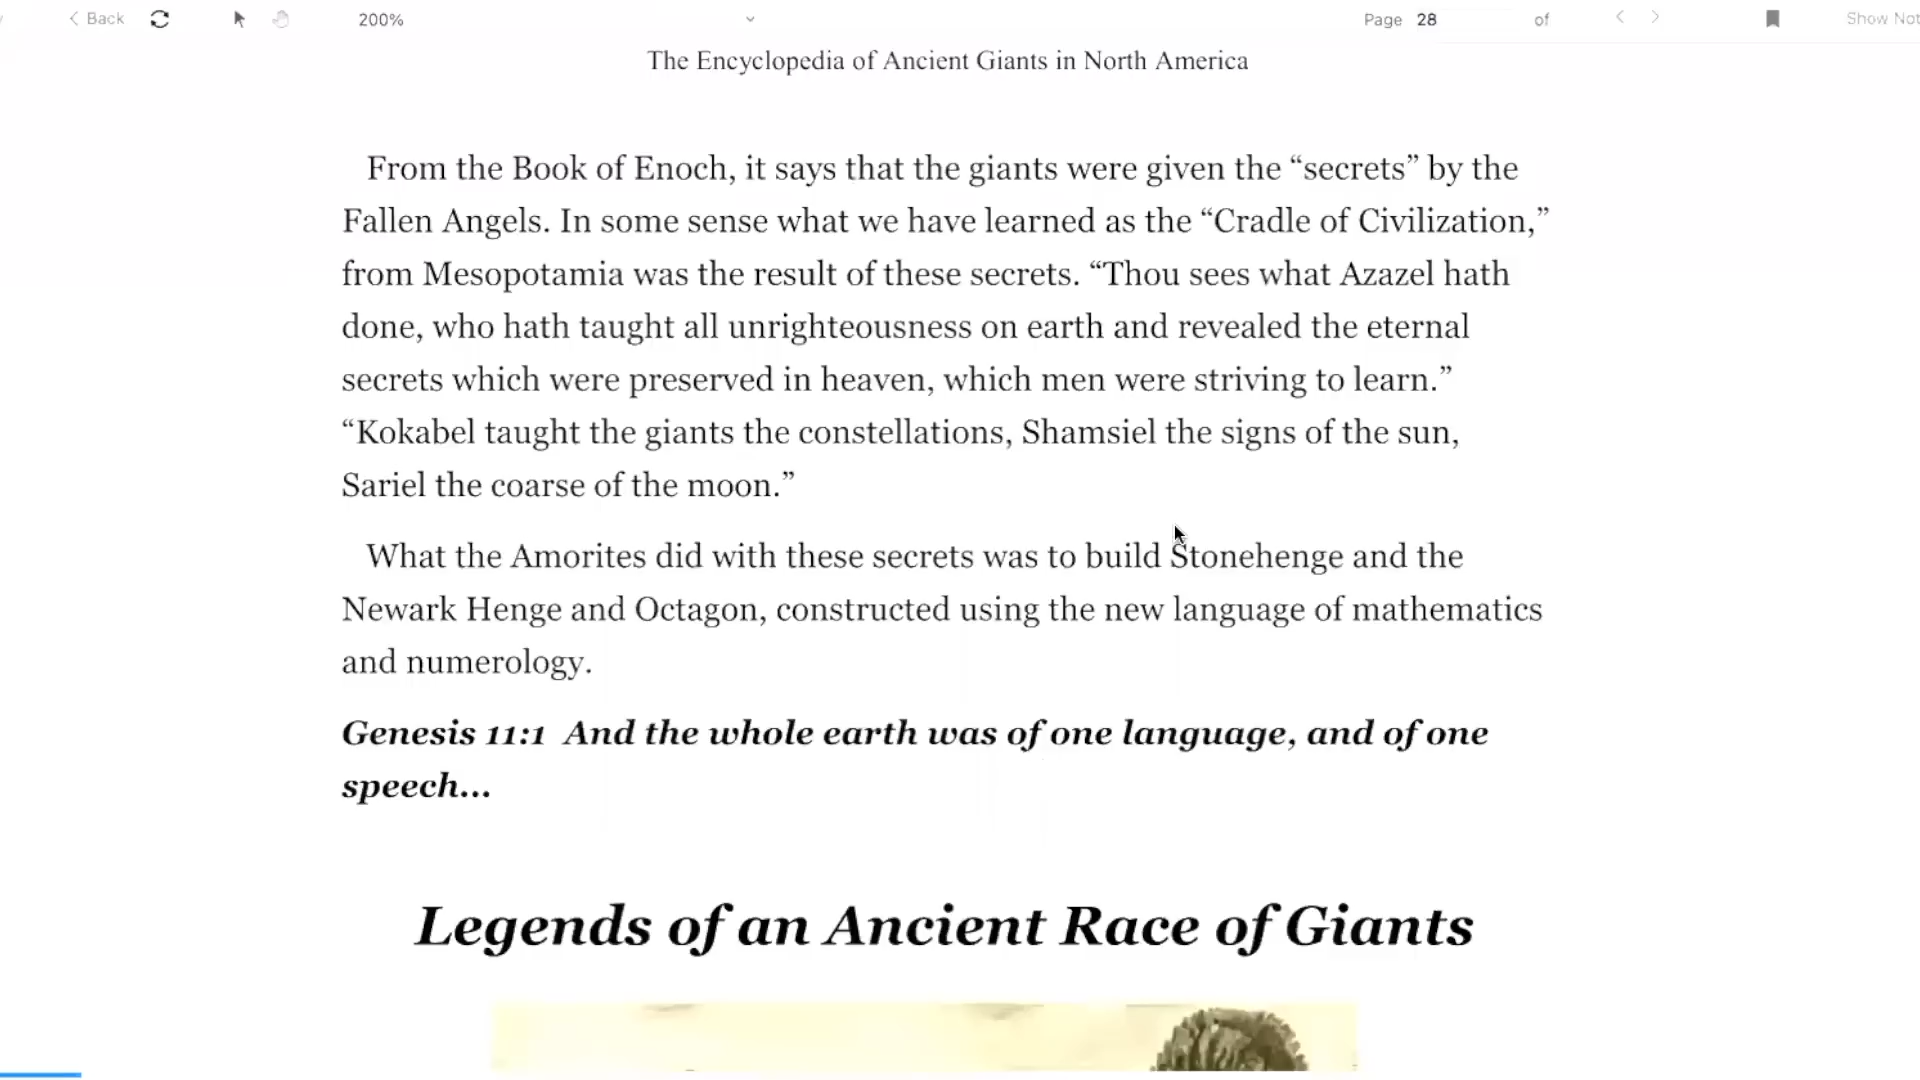 Back
200%
Page 28 of
Show Not
The Encyclopedia of Ancient Giants in North America
From the Book of Enoch, it says that the giants were given the “secrets” by the
Fallen Angels. In some sense what we have learned as the “Cradle of Civilization,”
from Mesopotamia was the result of these secrets. “Thou sees what Azazel hath
done, who hath taught all unrighteousness on earth and revealed the eternal
secrets which were preserved in heaven, which men were striving to learn.”
“Kokabel taught the giants the constellations, Shamsiel the signs of the sun,
Sariel the coarse of the moon.”
What the Amorites did with these secrets was to build Stonehenge and the
Newark Henge and Octagon, constructed using the new language of mathematics
and numerology.
Genesis 11:1 And the whole earth was of one language, and of one
speech...
Legends of an Ancient Race of Giants